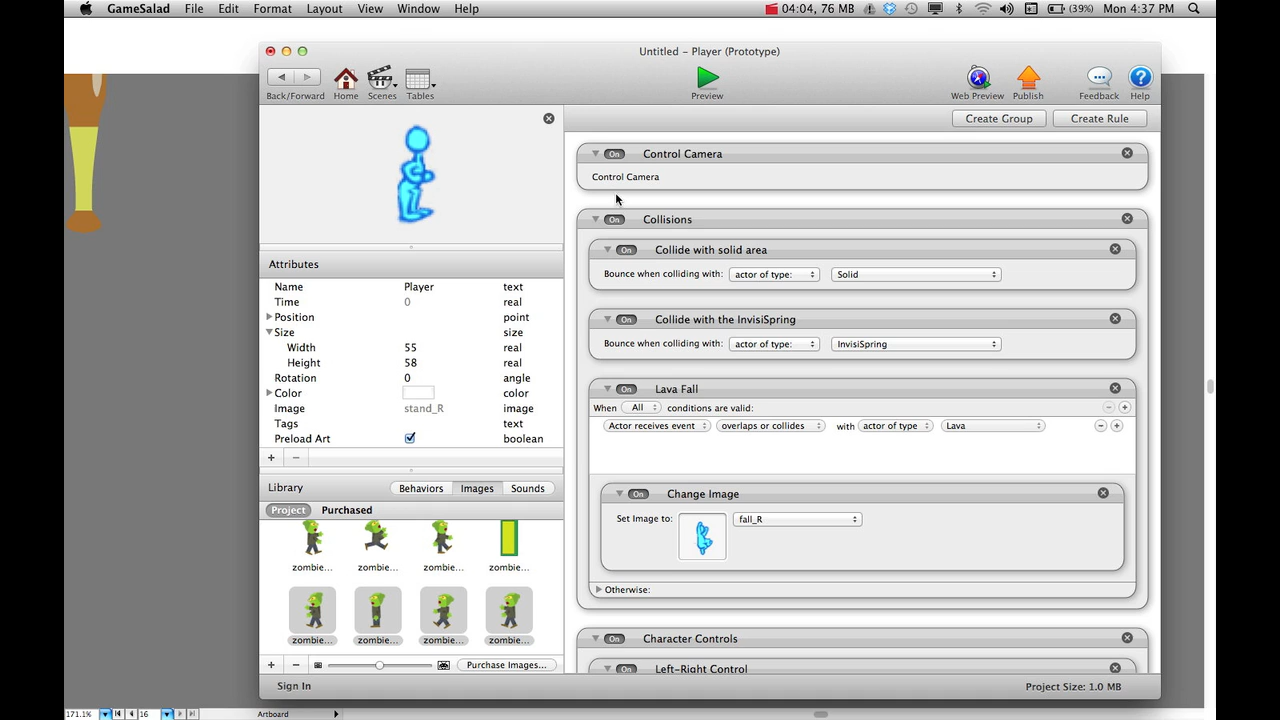 GameSalad File Edit Format Layout View Window Help 04:04, 76 MB (39%) Mon 4:37 PM
Untitled – Player (Prototype)
Back/Forward Home Scenes Tables Preview Web Preview Publish Feedback Help
Create Group Create Rule
On Control Camera
Control Camera
On Collisions
On Collide with solid area
Bounce when colliding with: actor of type: Solid
On Collide with the InvisiSpring
Bounce when colliding with: actor of type: InvisiSpring
On Lava Fall
When All conditions are valid:
Actor receives event overlaps or collides with actor of type Lava
On Change Image
Set Image to: fall_R
Otherwise:
On Character Controls
On Left-Right Control
Attributes
Name Player text
Time 0 real
Position point
Size size
Width 55 real
Height 58 real
Rotation 0 angle
Color color
Image stand_R image
Tags text
Preload Art boolean
Library Behaviors Images Sounds
Project Purchased
zombie... zombie... zombie... zombie...
zombie... zombie... zombie... zombie...
Purchase Images...
Sign In Project Size: 1.0 MB
171.1% 16 Artboard